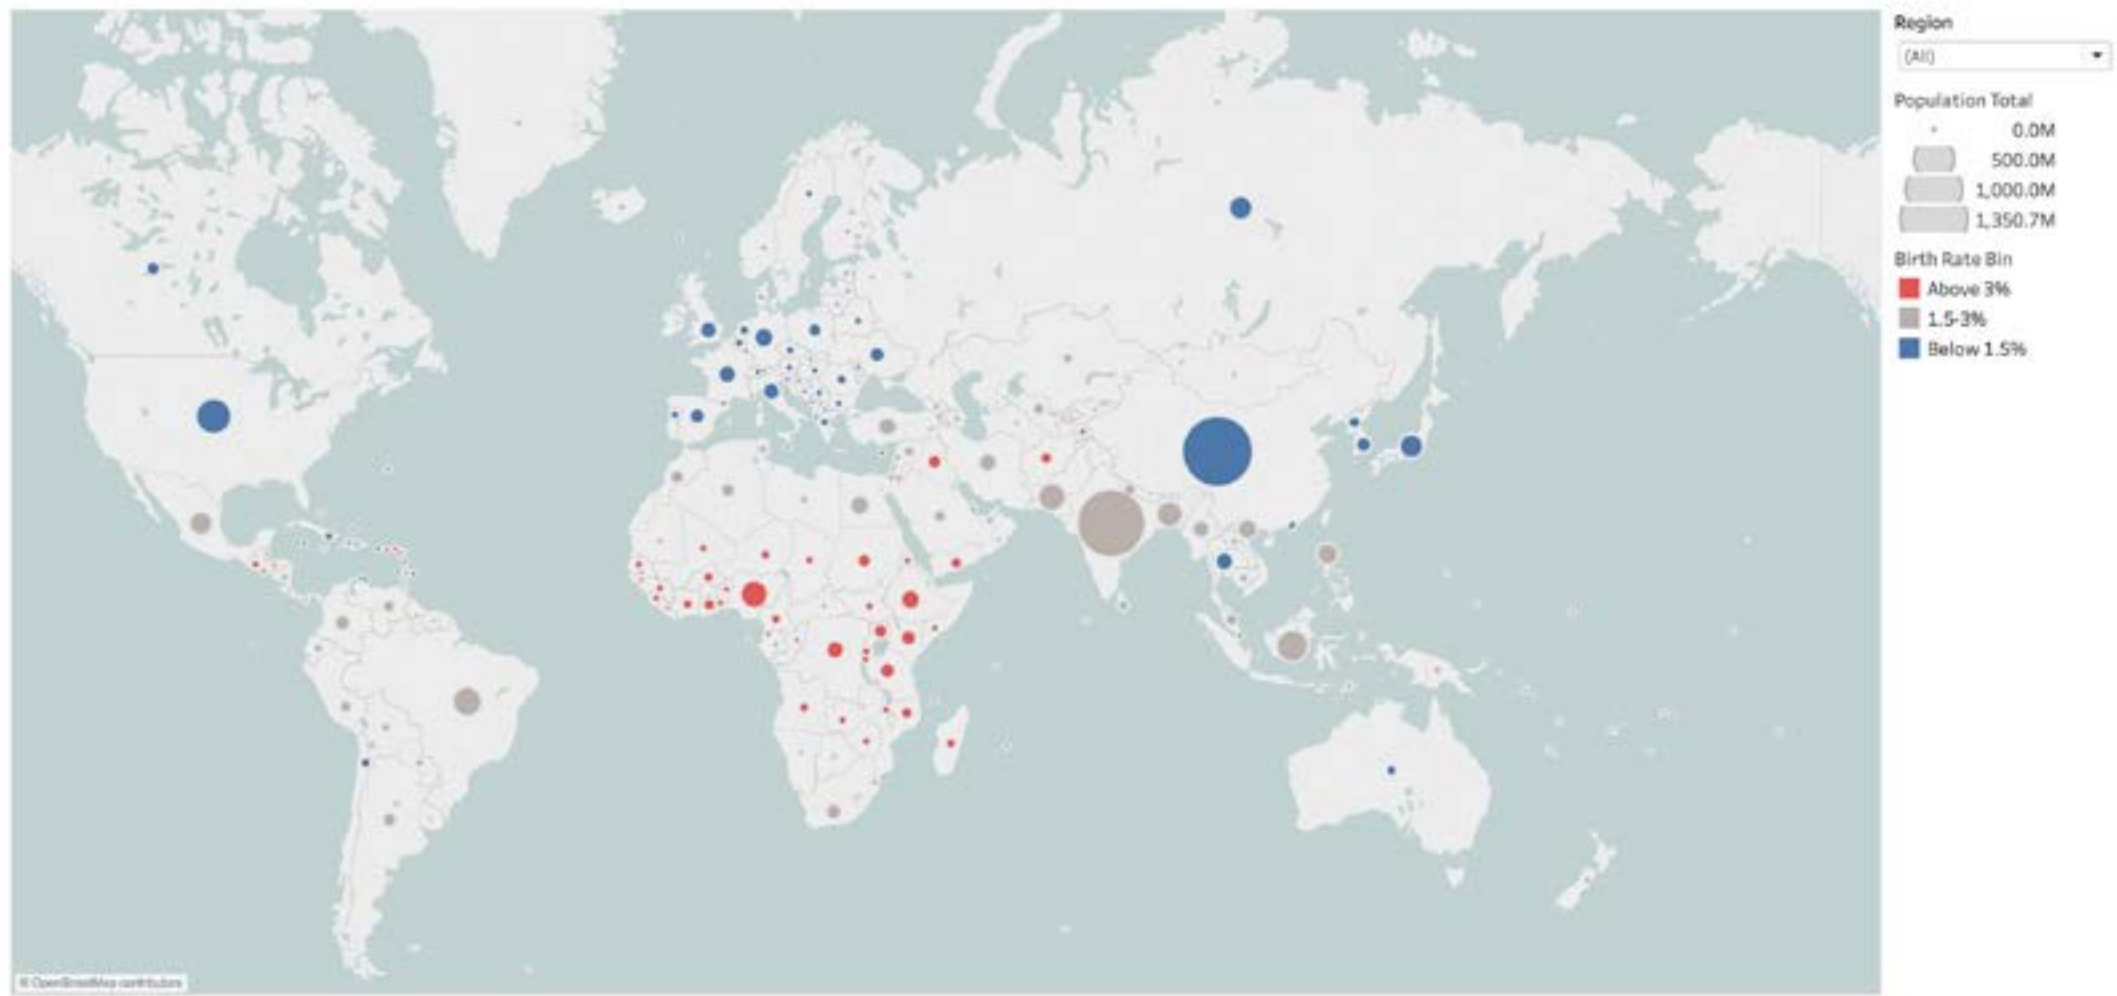 Region
(All)
Population Total
0.0M
500.0M
1,000.0M
1,350.7M
Birth Rate Bin
Above 3%
1.5-3%
Below 1.5%
© OpenStreetMap contributors